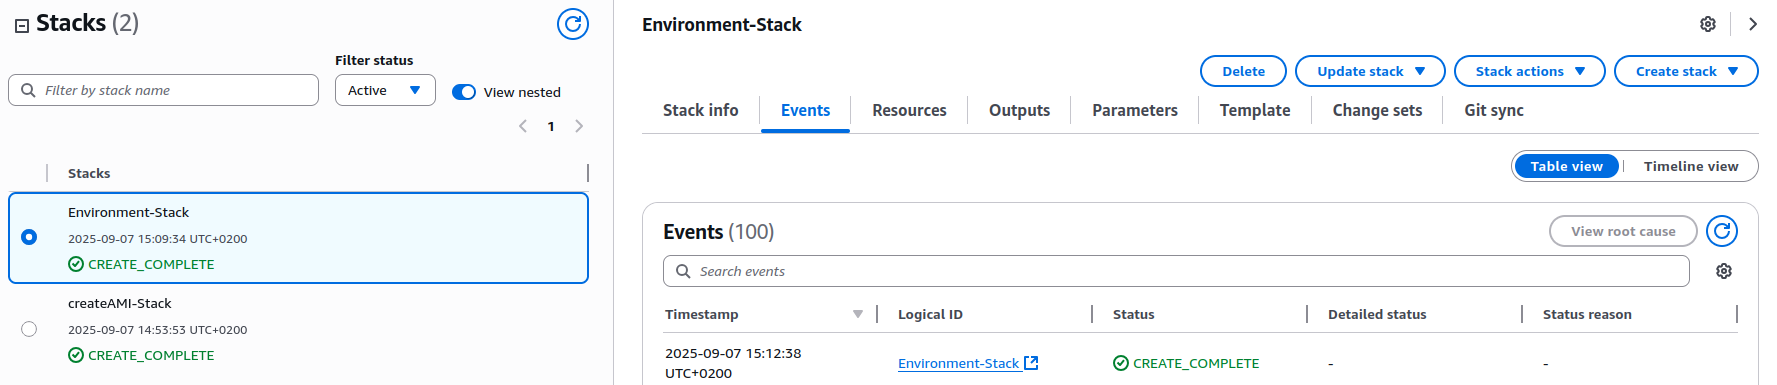 Stacks (2)
Filter status
Filter by stack name
Active
View nested
1
Stacks
Environment-Stack
2025-09-07 15:09:34 UTC+0200
CREATE_COMPLETE
createAMI-Stack
2025-09-07 14:53:53 UTC+0200
CREATE_COMPLETE
Environment-Stack
Delete
Update stack
Stack actions
Create stack
Stack info
Events
Resources
Outputs
Parameters
Template
Change sets
Git sync
Table view
Timeline view
Events (100)
View root cause
Search events
Timestamp
Logical ID
Status
Detailed status
Status reason
2025-09-07 15:12:38
UTC+0200
Environment-Stack
CREATE_COMPLETE
-
-